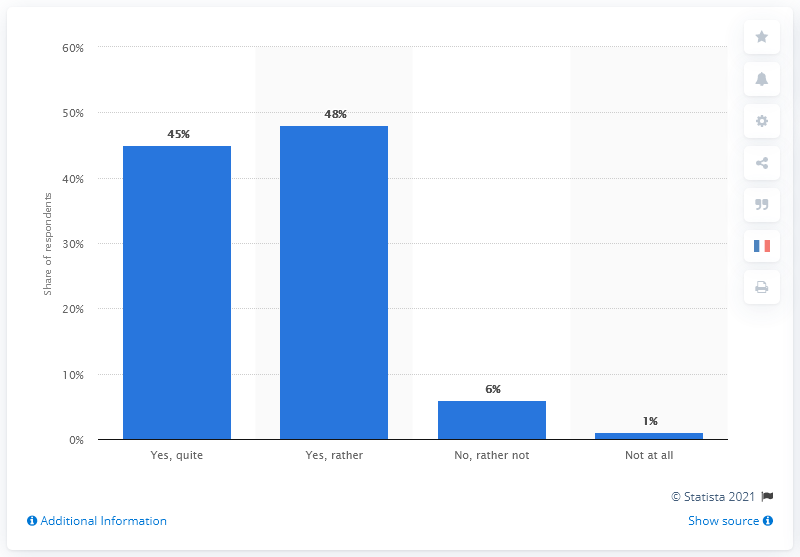 60%
50%
40%
30%
20%
10%
0%
Share of respondents
45%
48%
6%
1%
Yes, quite
Yes, rather
No, rather not
Not at all
© Statista 2021
Additional Information
Show source